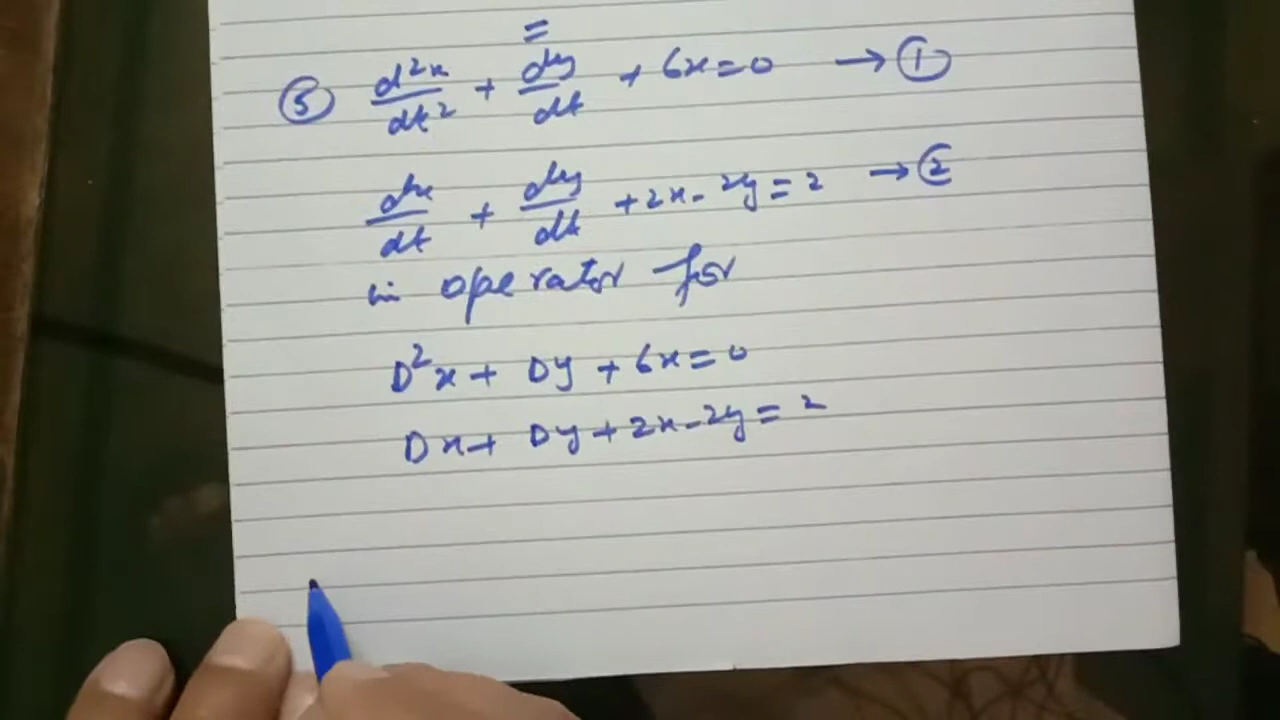 =
⑤ d²x/dt² + dy/dt + 6x = 0 → ①
dx/dt + dy/dt + 2x - 2y = 2 → ②
in operator for
D²x + Dy + 6x = 0
Dx + Dy + 2x - 2y = 2